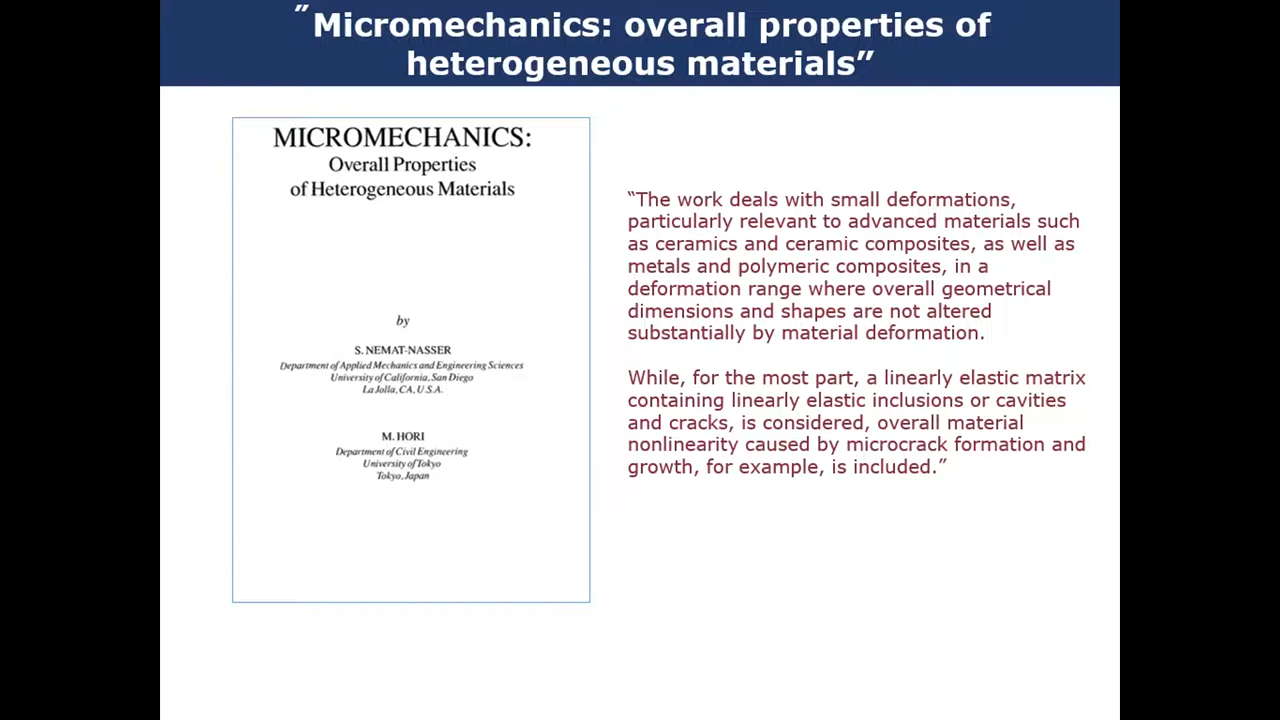 ″Micromechanics: overall properties of
heterogeneous materials”
MICROMECHANICS:
Overall Properties
of Heterogeneous Materials
by
S. NEMAT-NASSER
Department of Applied Mechanics and Engineering Sciences
University of California, San Diego
La Jolla, CA, U.S.A.
M. HORI
Department of Civil Engineering
University of Tokyo
Tokyo, Japan
“The work deals with small deformations,
particularly relevant to advanced materials such
as ceramics and ceramic composites, as well as
metals and polymeric composites, in a
deformation range where overall geometrical
dimensions and shapes are not altered
substantially by material deformation.
While, for the most part, a linearly elastic matrix
containing linearly elastic inclusions or cavities
and cracks, is considered, overall material
nonlinearity caused by microcrack formation and
growth, for example, is included.”